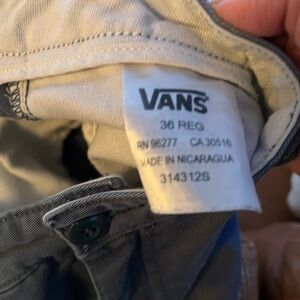 VANS
36 REG
RN 96277 CA 30516
MADE IN NICARAGUA
314312S